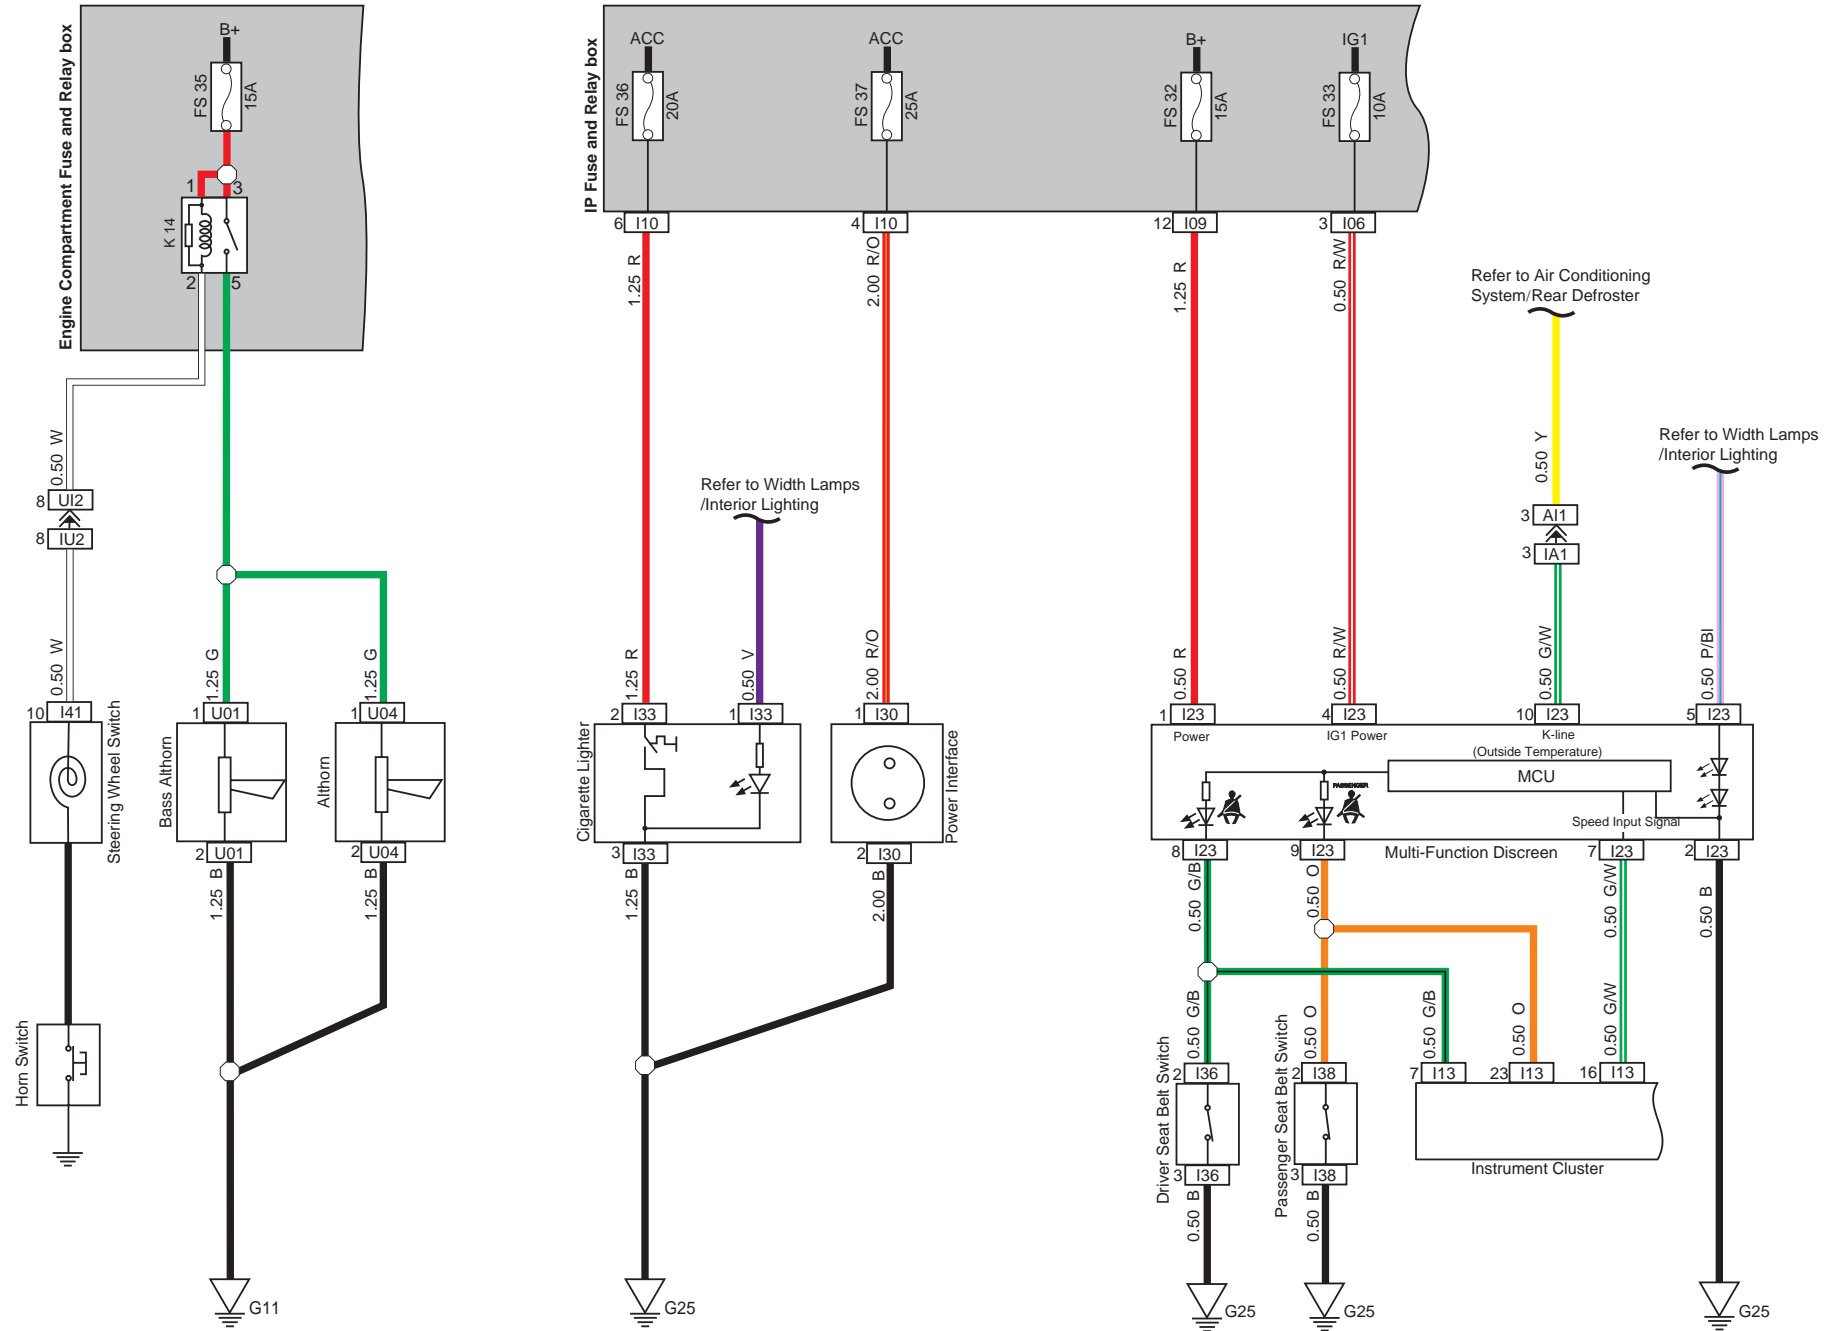 Engine Compartment Fuse and Relay box
B+
FS 35
15A
1
3
K 14
2
5
0.50 W
8 UI2
8 IU2
0.50 W
10 I41
Steering Wheel Switch
Horn Switch
1.25 G
1 U01
Bass Althorn
2 U01
1.25 B
1.25 G
1 U04
Althorn
2 U04
1.25 B
G11
IP Fuse and Relay box
ACC
FS 36
20A
6 I10
1.25 R
ACC
FS 37
25A
4 I10
2.00 R/O
B+
FS 32
15A
12 I09
1.25 R
IG1
FS 33
10A
3 I06
0.50 R/W
Refer to Width Lamps
/Interior Lighting
1.25 R
2 I33
0.50 V
1 I33
Cigarette Lighter
3 I33
1.25 B
2.00 R/O
1 I30
Power Interface
2 I30
2.00 B
G25
Refer to Air Conditioning
System/Rear Defroster
0.50 Y
3 AI1
3 IA1
0.50 G/W
Refer to Width Lamps
/Interior Lighting
0.50 P/Bl
0.50 R
1 I23
0.50 R/W
4 I23
10 I23
5 I23
Power
IG1 Power
K-line
(Outside Temperature)
MCU
PASSENGER
Speed Input Signal
8 I23
9 I23
Multi-Function Discreen
7 I23
2 I23
0.50 G/B
0.50 O
0.50 G/W
0.50 B
0.50 G/B
0.50 O
0.50 G/B
0.50 O
0.50 G/W
Driver Seat Belt Switch
2 I36
3 I36
0.50 B
Passenger Seat Belt Switch
2 I38
3 I38
0.50 B
7 I13
23 I13
16 I13
Instrument Cluster
G25
G25
G25